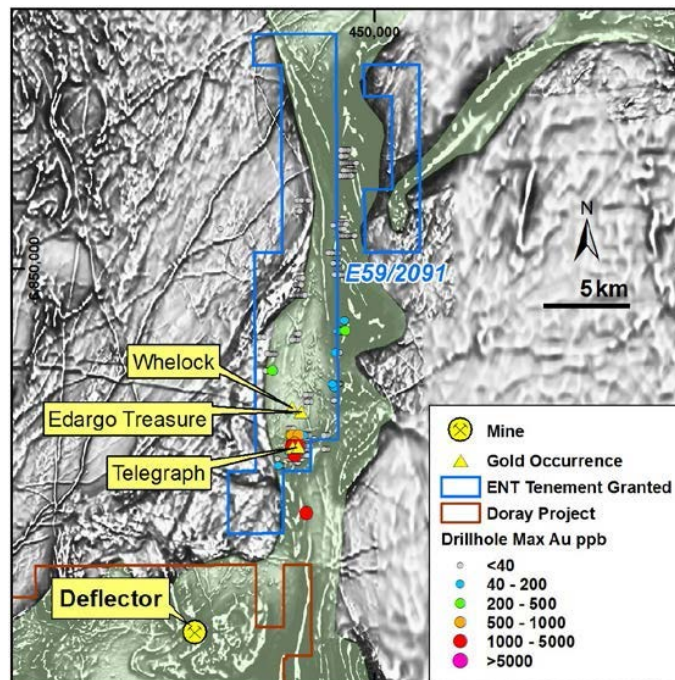 450,000
6,850,000
N
E59/2091
5 km
Whelock
Edargo Treasure
Telegraph
Deflector
Mine
Gold Occurrence
ENT Tenement Granted
Doray Project
Drillhole Max Au ppb
<40
40 - 200
200 - 500
500 - 1000
1000 - 5000
>5000